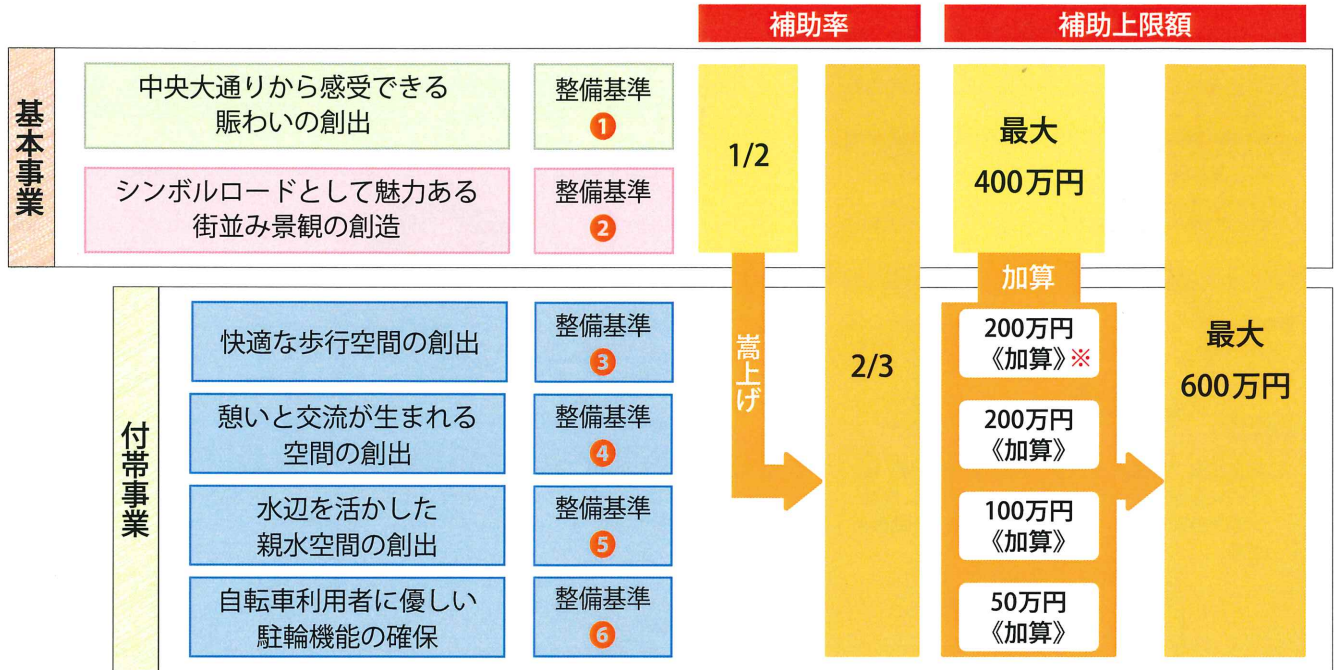 補助率
補助上限額
基本事業
中央大通りから感受できる
賑わいの創出
整備基準
❶
シンボルロードとして魅力ある
街並み景観の創造
整備基準
❷
1/2
最大
400万円
付帯事業
快適な歩行空間の創出
整備基準
❸
憩いと交流が生まれる
空間の創出
整備基準
❹
水辺を活かした
親水空間の創出
整備基準
❺
自転車利用者に優しい
駐輪機能の確保
整備基準
❻
嵩上げ
2/3
加算
200万円
《加算》※
200万円
《加算》
100万円
《加算》
50万円
《加算》
最大
600万円